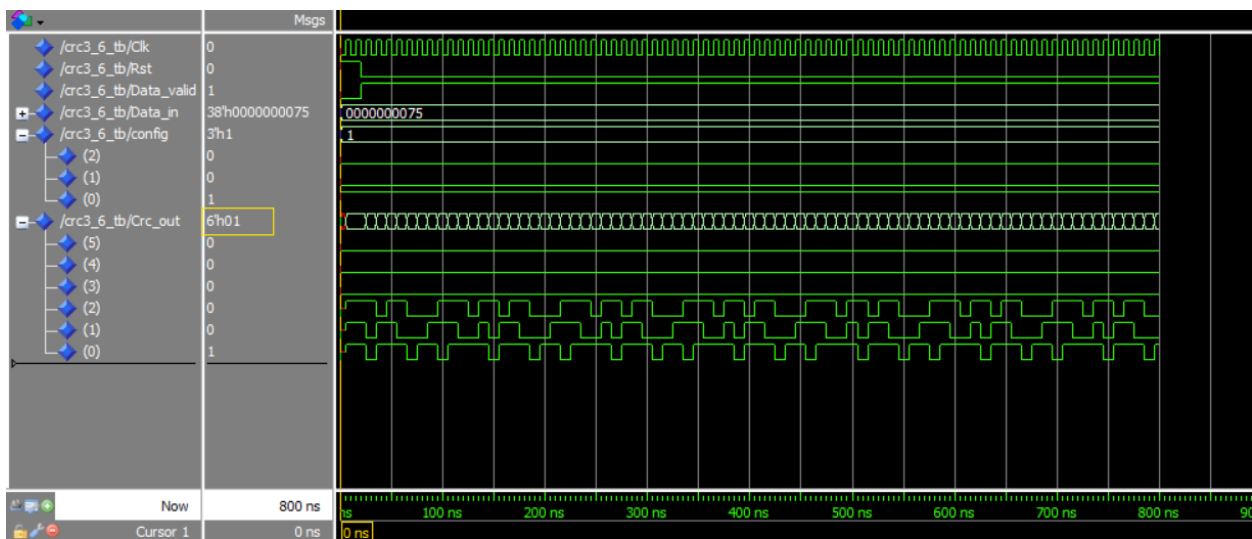 Msgs
/crc3_6_tb/Clk 0
/crc3_6_tb/Rst 0
/crc3_6_tb/Data_valid 1
/crc3_6_tb/Data_in 38'h0000000075 0000000075
/crc3_6_tb/config 3'h1 1
(2) 0
(1) 0
(0) 1
/crc3_6_tb/Crc_out 6'h01
(5) 0
(4) 0
(3) 0
(2) 0
(1) 0
(0) 1
Now 800 ns ns 100 ns 200 ns 300 ns 400 ns 500 ns 600 ns 700 ns 800 ns 90
Cursor 1 0 ns 0 ns